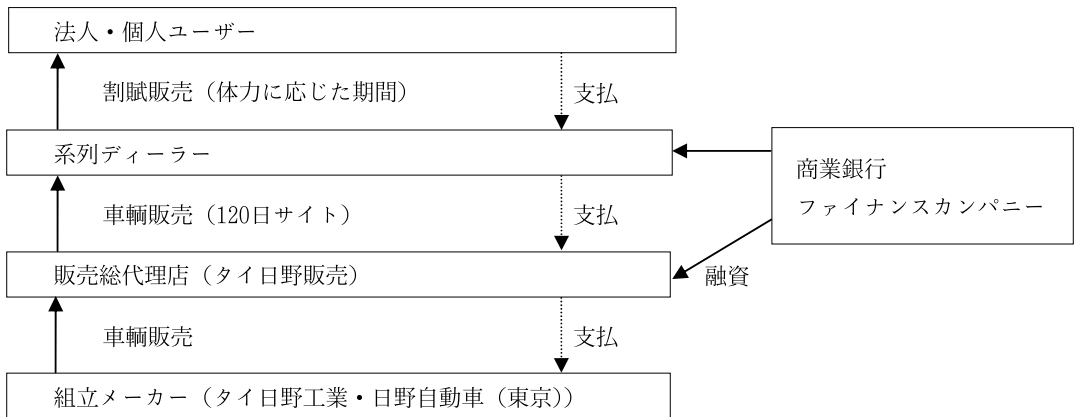 法人・個人ユーザー
割賦販売（体力に応じた期間）
支払
系列ディーラー
商業銀行
ファイナンスカンパニー
車輌販売（120日サイト）
支払
販売総代理店（タイ日野販売）
融資
車輌販売
支払
組立メーカー（タイ日野工業・日野自動車（東京））